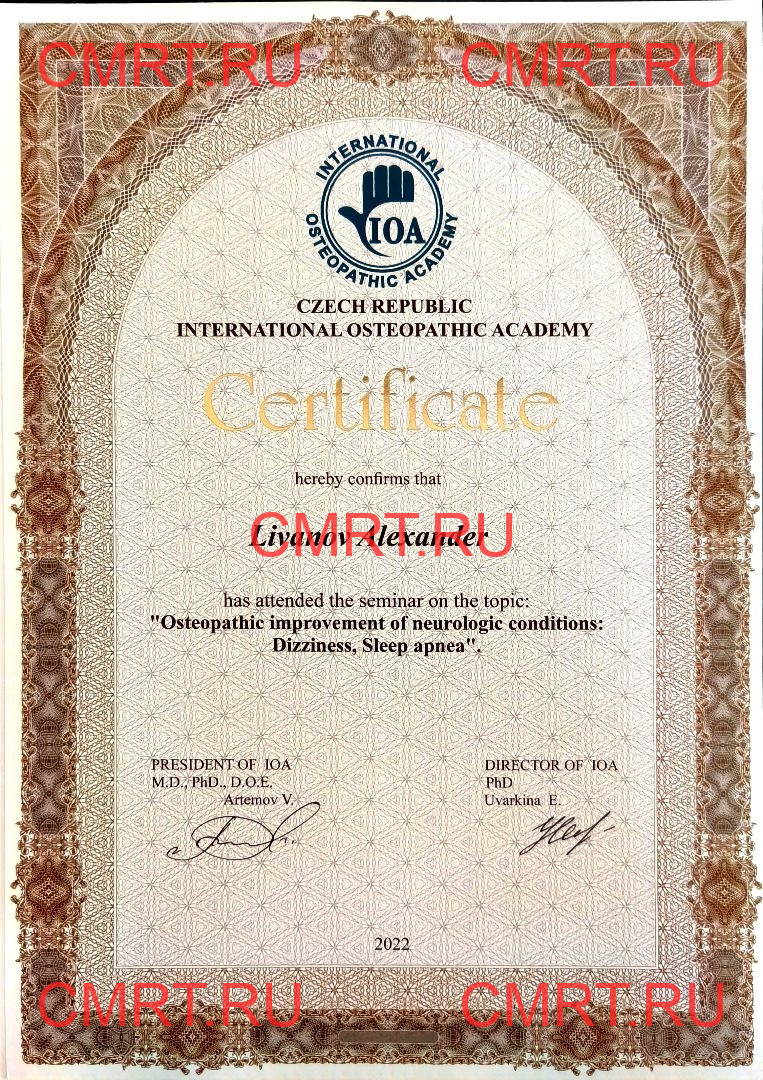 CMRT.RU
CMRT.RU
INTERNATIONAL
OSTEOPATHIC ACADEMY
IOA
CZECH REPUBLIC
INTERNATIONAL OSTEOPATHIC ACADEMY
Certificate
hereby confirms that
Livanov Alexander
CMRT.RU
has attended the seminar on the topic:
"Osteopathic improvement of neurologic conditions:
Dizziness, Sleep apnea".
PRESIDENT OF IOA
M.D., PhD., D.O.E.
Artemov V.
DIRECTOR OF IOA
PhD
Uvarkina E.
2022
CMRT.RU
CMRT.RU